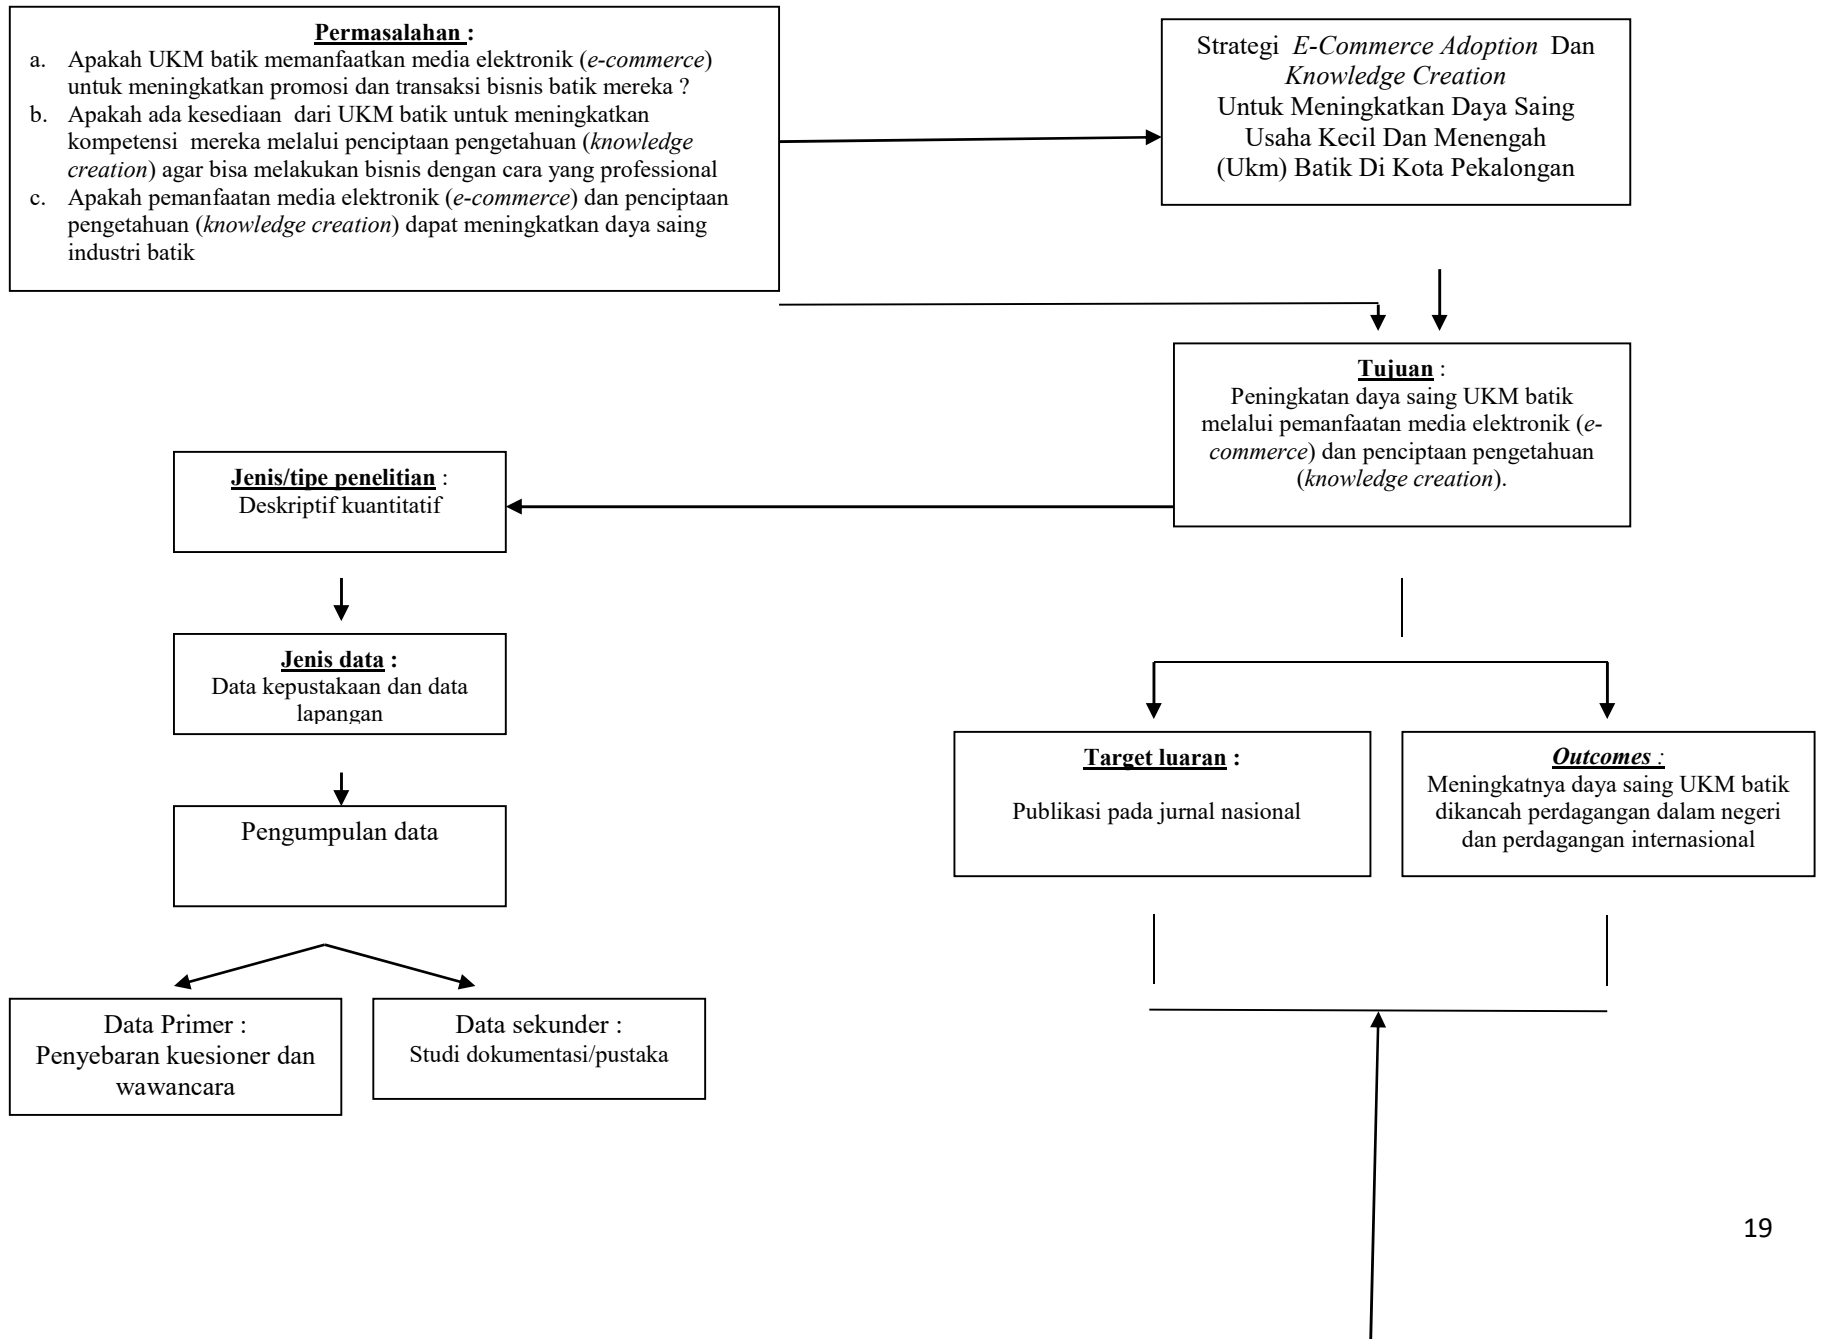 Permasalahan :
a. Apakah UKM batik memanfaatkan media elektronik (e-commerce)
untuk meningkatkan promosi dan transaksi bisnis batik mereka ?
b. Apakah ada kesediaan dari UKM batik untuk meningkatkan
kompetensi mereka melalui penciptaan pengetahuan (knowledge
creation) agar bisa melakukan bisnis dengan cara yang professional
c. Apakah pemanfaatan media elektronik (e-commerce) dan penciptaan
pengetahuan (knowledge creation) dapat meningkatkan daya saing
industri batik
Strategi E-Commerce Adoption Dan
Knowledge Creation
Untuk Meningkatkan Daya Saing
Usaha Kecil Dan Menengah
(Ukm) Batik Di Kota Pekalongan
Tujuan :
Peningkatan daya saing UKM batik
melalui pemanfaatan media elektronik (e-
commerce) dan penciptaan pengetahuan
(knowledge creation).
Jenis/tipe penelitian :
Deskriptif kuantitatif
Jenis data :
Data kepustakaan dan data
lapangan
Target luaran :
Publikasi pada jurnal nasional
Outcomes :
Meningkatnya daya saing UKM batik
dikancah perdagangan dalam negeri
dan perdagangan internasional
Pengumpulan data
Data Primer :
Penyebaran kuesioner dan
wawancara
Data sekunder :
Studi dokumentasi/pustaka
19